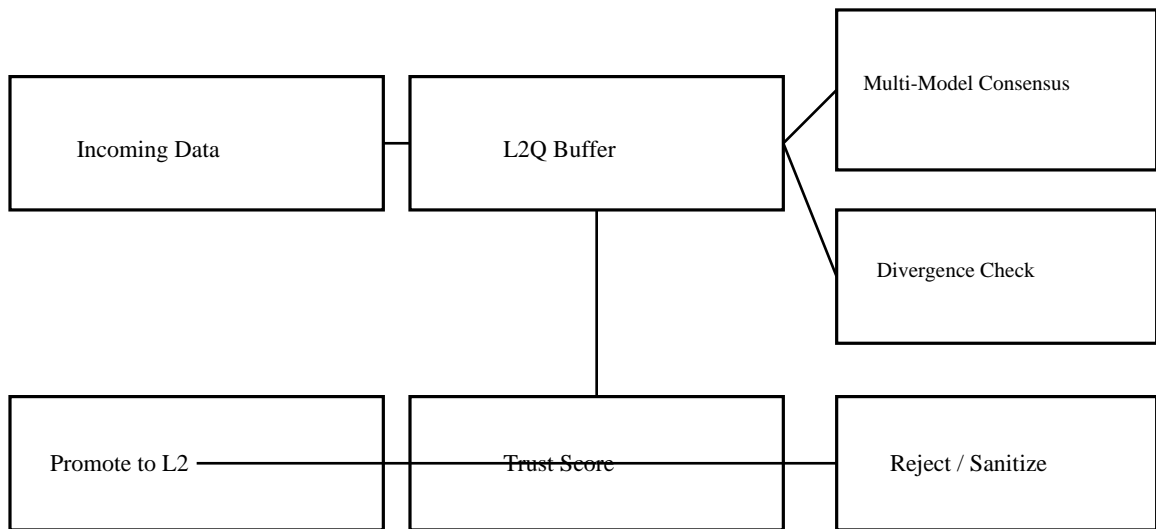 Multi-Model Consensus
Incoming Data
L2Q Buffer
Divergence Check
Promote to L2
Trust Score
Reject / Sanitize